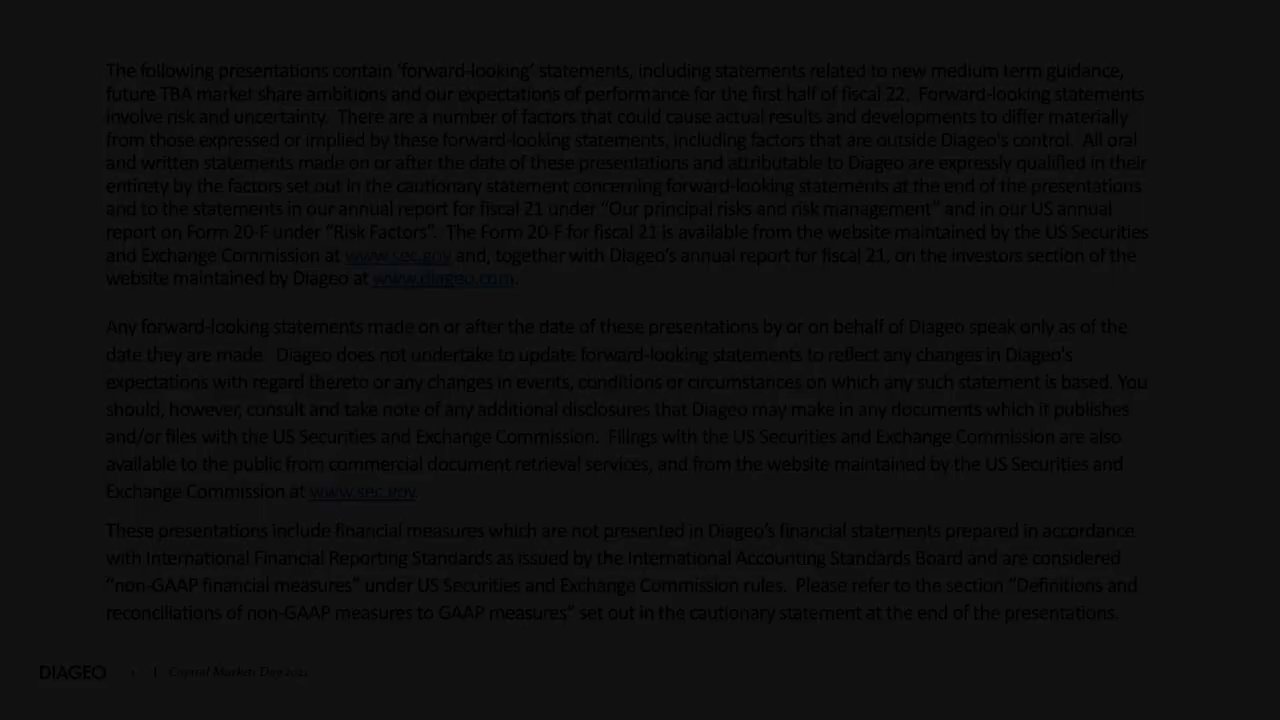 The following presentations contain ‘forward-looking’ statements, including statements related to new medium term guidance,
future TBA market share ambitions and our expectations of performance for the first half of fiscal 22.  Forward-looking statements
involve risk and uncertainty.  There are a number of factors that could cause actual results and developments to differ materially
from those expressed or implied by these forward-looking statements, including factors that are outside Diageo's control.  All oral
and written statements made on or after the date of these presentations and attributable to Diageo are expressly qualified in their
entirety by the factors set out in the cautionary statement concerning forward-looking statements at the end of the presentations
and to the statements in our annual report for fiscal 21 under “Our principal risks and risk management” and in our US annual
report on Form 20-F under “Risk Factors”.  The Form 20-F for fiscal 21 is available from the website maintained by the US Securities
and Exchange Commission at www.sec.gov and, together with Diageo's annual report for fiscal 21, on the investors section of the
website maintained by Diageo at www.diageo.com.
Any forward-looking statements made on or after the date of these presentations by or on behalf of Diageo speak only as of the
date they are made.  Diageo does not undertake to update forward-looking statements to reflect any changes in Diageo's
expectations with regard thereto or any changes in events, conditions or circumstances on which any such statement is based. You
should, however, consult and take note of any additional disclosures that Diageo may make in any documents which it publishes
and/or files with the US Securities and Exchange Commission.  Filings with the US Securities and Exchange Commission are also
available to the public from commercial document retrieval services, and from the website maintained by the US Securities and
Exchange Commission at www.sec.gov.
These presentations include financial measures which are not presented in Diageo’s financial statements prepared in accordance
with International Financial Reporting Standards as issued by the International Accounting Standards Board and are considered
“non-GAAP financial measures” under US Securities and Exchange Commission rules.  Please refer to the section “Definitions and
reconciliations of non-GAAP measures to GAAP measures” set out in the cautionary statement at the end of the presentations.
DIAGEO | Capital Markets Day 2021